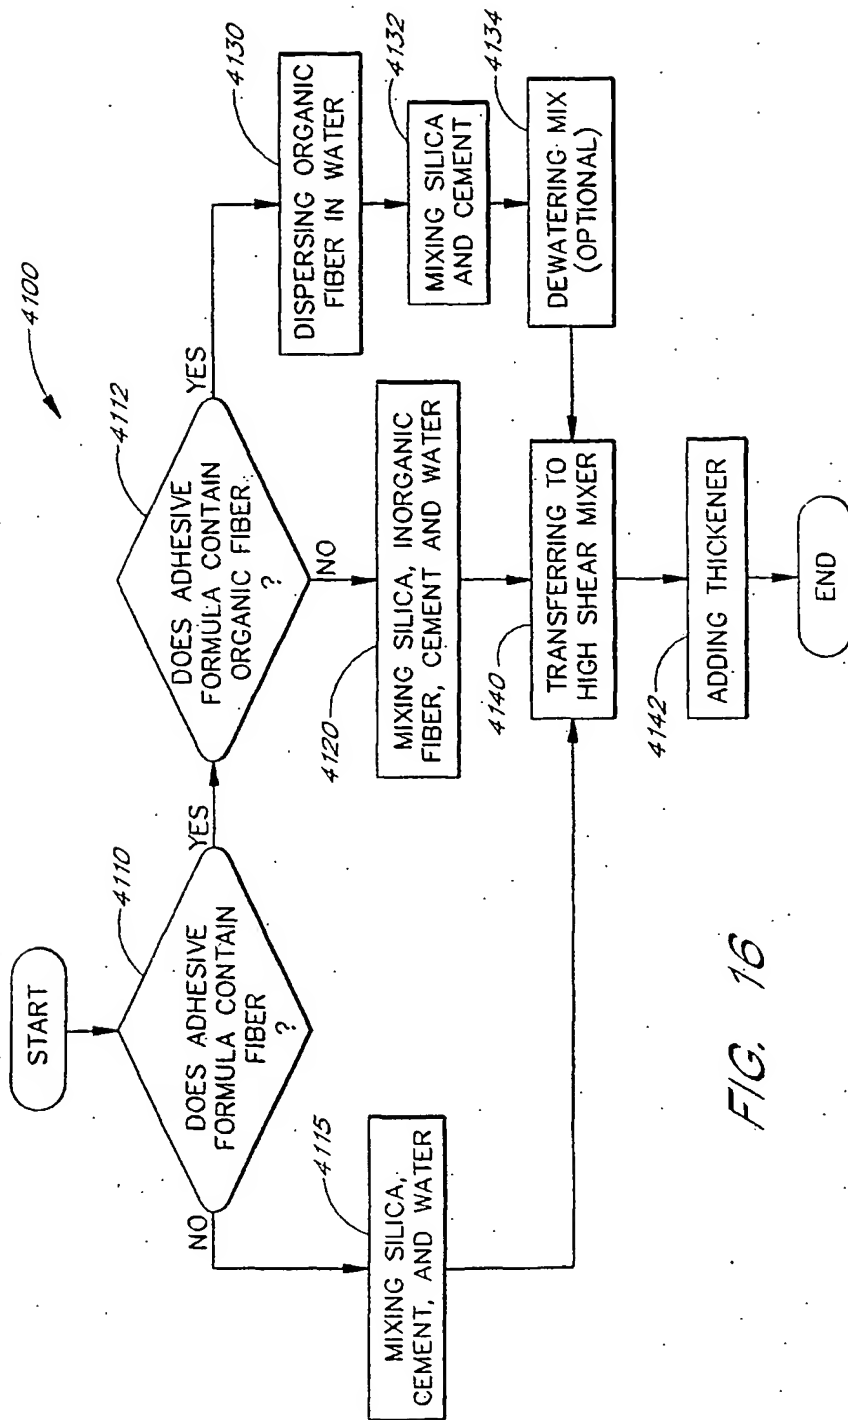 4100
START
4110
DOES ADHESIVE
FORMULA CONTAIN
FIBER
?
NO
YES
4112
DOES ADHESIVE
FORMULA CONTAIN
ORGANIC FIBER
?
YES
NO
4115
MIXING SILICA,
CEMENT, AND WATER
4120
MIXING SILICA, INORGANIC
FIBER, CEMENT AND WATER
4130
DISPERSING ORGANIC
FIBER IN WATER
4132
MIXING SILICA
AND CEMENT
4134
DEWATERING MIX
(OPTIONAL)
4140
TRANSFERRING TO
HIGH SHEAR MIXER
4142
ADDING THICKENER
END
FIG. 16